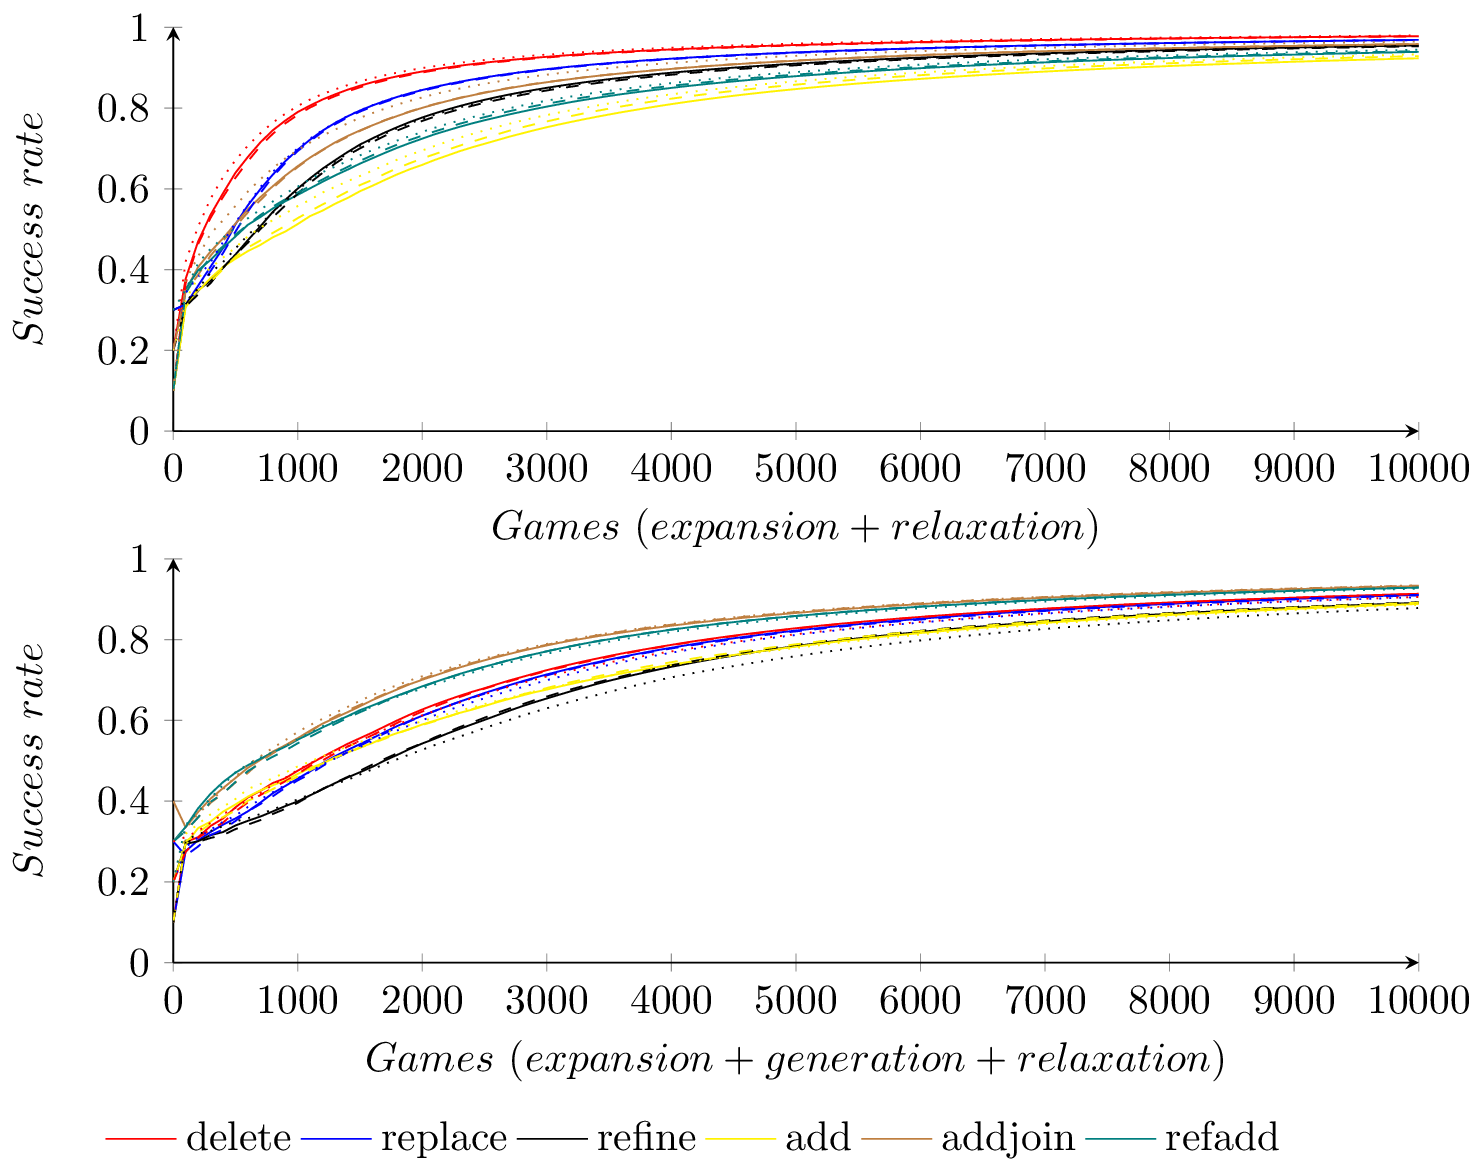 1
0.8
0.6
0.4
0.2
0
Success rate
0 1000 2000 3000 4000 5000 6000 7000 8000 9000 10000
Games (expansion + relaxation)
1
0.8
0.6
0.4
0.2
0
Success rate
0 1000 2000 3000 4000 5000 6000 7000 8000 9000 10000
Games (expansion + generation + relaxation)
delete replace refine add addjoin refadd